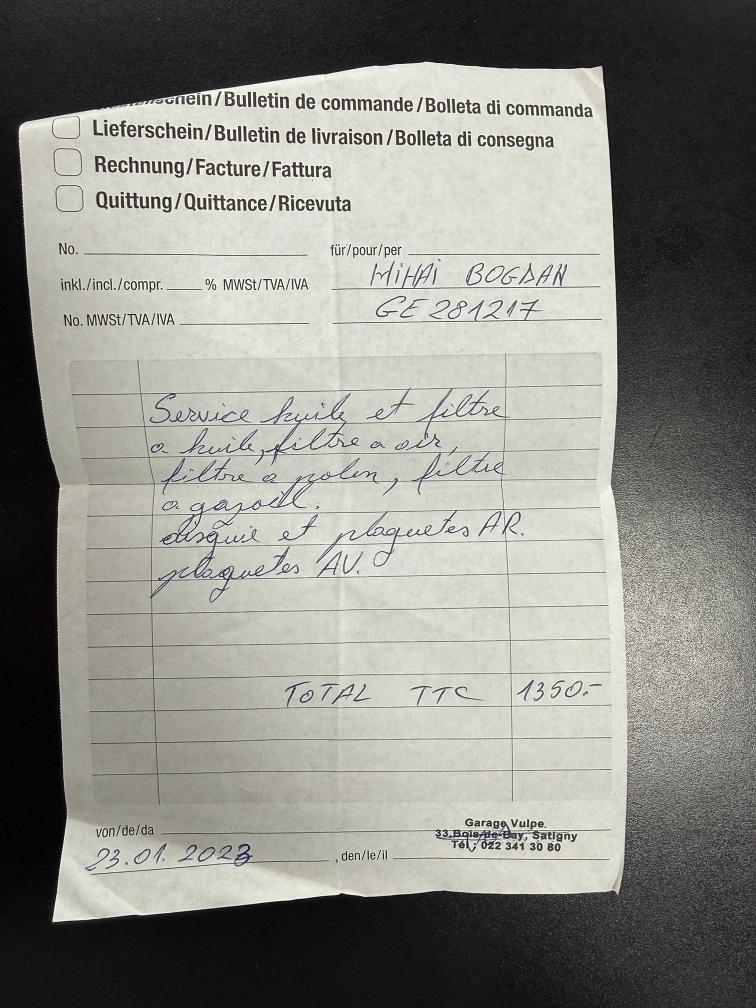 /Bulletin de commande/Bolleta di commanda
Lieferschein/Bulletin de livraison/Bolleta di consegna
Rechnung/Facture/Fattura
Quittung/Quittance/Ricevuta
No. für/pour/per
MIHAI BOGDAN
inkl./incl./compr. % MWSt/TVA/IVA
GE 281217
No. MWSt/TVA/IVA
Service huile et filtre
a huile, filtre a air,
filtre a polen, filtre
a gazoil.
disque et plaquetes AR.
plaquetes AV.
TOTAL TTC 1350.-
von/de/da
Garage Vulpe.
33, Bois-de-Bay, Satigny
Tél.: 022 341 30 80
23.01.2023 , den/le/il